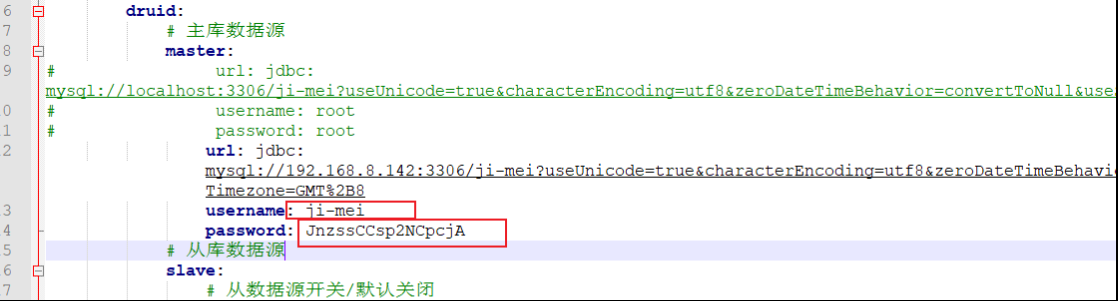 6 druid:
7 # 主库数据源
8 master:
9 # url: jdbc:
mysql://localhost:3306/ji-mei?useUnicode=true&characterEncoding=utf8&zeroDateTimeBehavior=convertToNull&use
0 # username: root
1 # password: root
2 url: jdbc:
mysql://192.168.8.142:3306/ji-mei?useUnicode=true&characterEncoding=utf8&zeroDateTimeBehavi
Timezone=GMT%2B8
3 username: ji-mei
4 password: JnzssCCsp2NCpcjA
5 # 从库数据源
6 slave:
7 # 从数据源开关/默认关闭